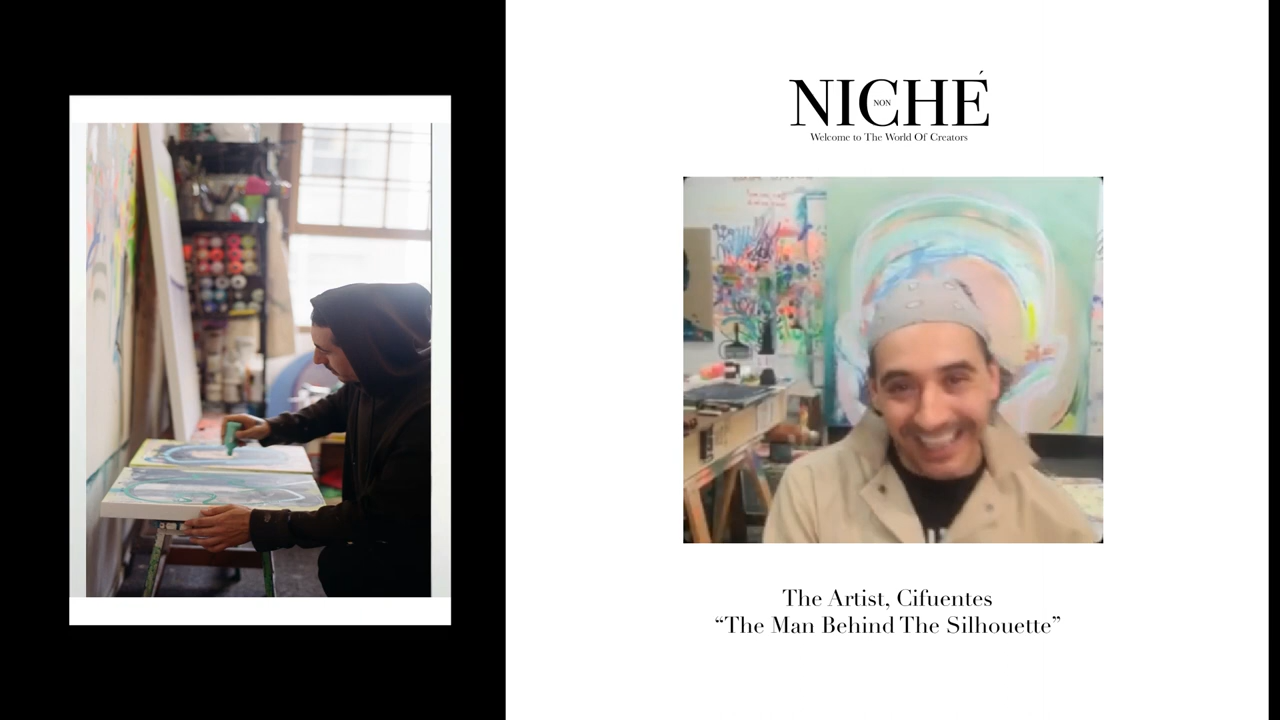 NICHÉ
NON
Welcome to The World Of Creators
The Artist, Cifuentes
“The Man Behind The Silhouette”